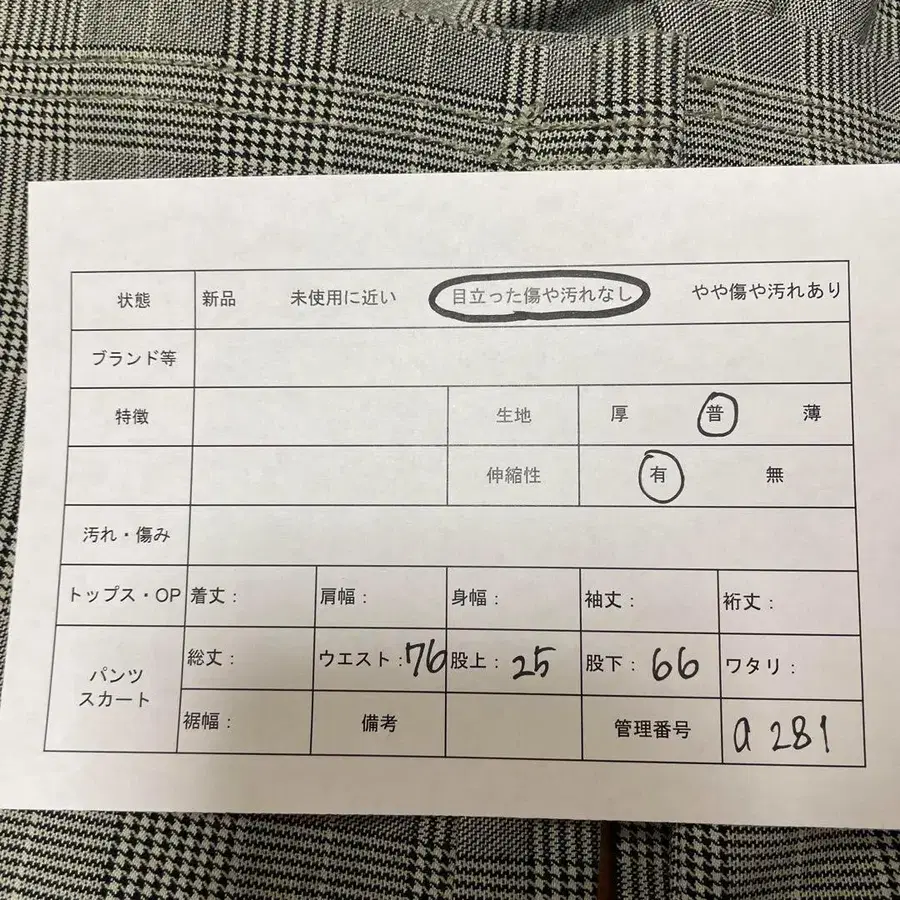 状態 新品 未使用に近い 目立った傷や汚れなし やや傷や汚れあり
ブランド等
特徴 生地 厚 普 薄
伸縮性 有 無
汚れ・傷み
トップス・OP 着丈： 肩幅： 身幅： 袖丈： 裄丈：
パンツ スカート 総丈： ウエスト：76 股上：25 股下：66 ワタリ：
裾幅： 備考 管理番号 a 281